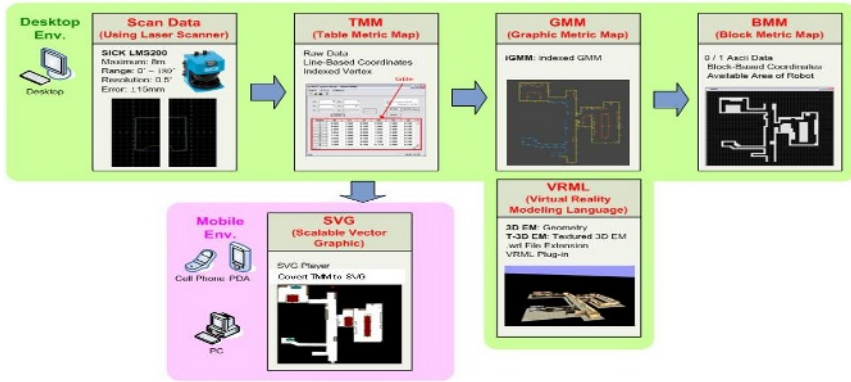 Desktop
Env.
Desktop
Scan Data
(Using Laser Scanner)
SICK LMS200
Maximum: 8m
Range: 0˚ ~ 180˚
Resolution: 0.5˚
Error: ±15mm
TMM
(Table Metric Map)
Raw Data
Line-Based Coordinates
Indexed Vertex
table
GMM
(Graphic Metric Map)
iGMM: Indexed GMM
BMM
(Block Metric Map)
0 / 1 Ascii Data
Block-Based Coordinates
Available Area of Robot
Mobile
Env.
Cell Phone PDA
PC
SVG
(Scalable Vector
Graphic)
SVG Player
Covert TMM to SVG
VRML
(Virtual Reality
Modeling Language)
3D EM: Geometry
T-3D EM: Textured 3D EM
.wrl File Extension
VRML Plug-in